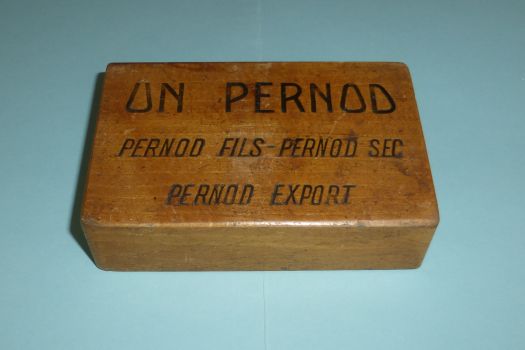 UN PERNOD
PERNOD FILS-PERNOD SEC
PERNOD EXPORT